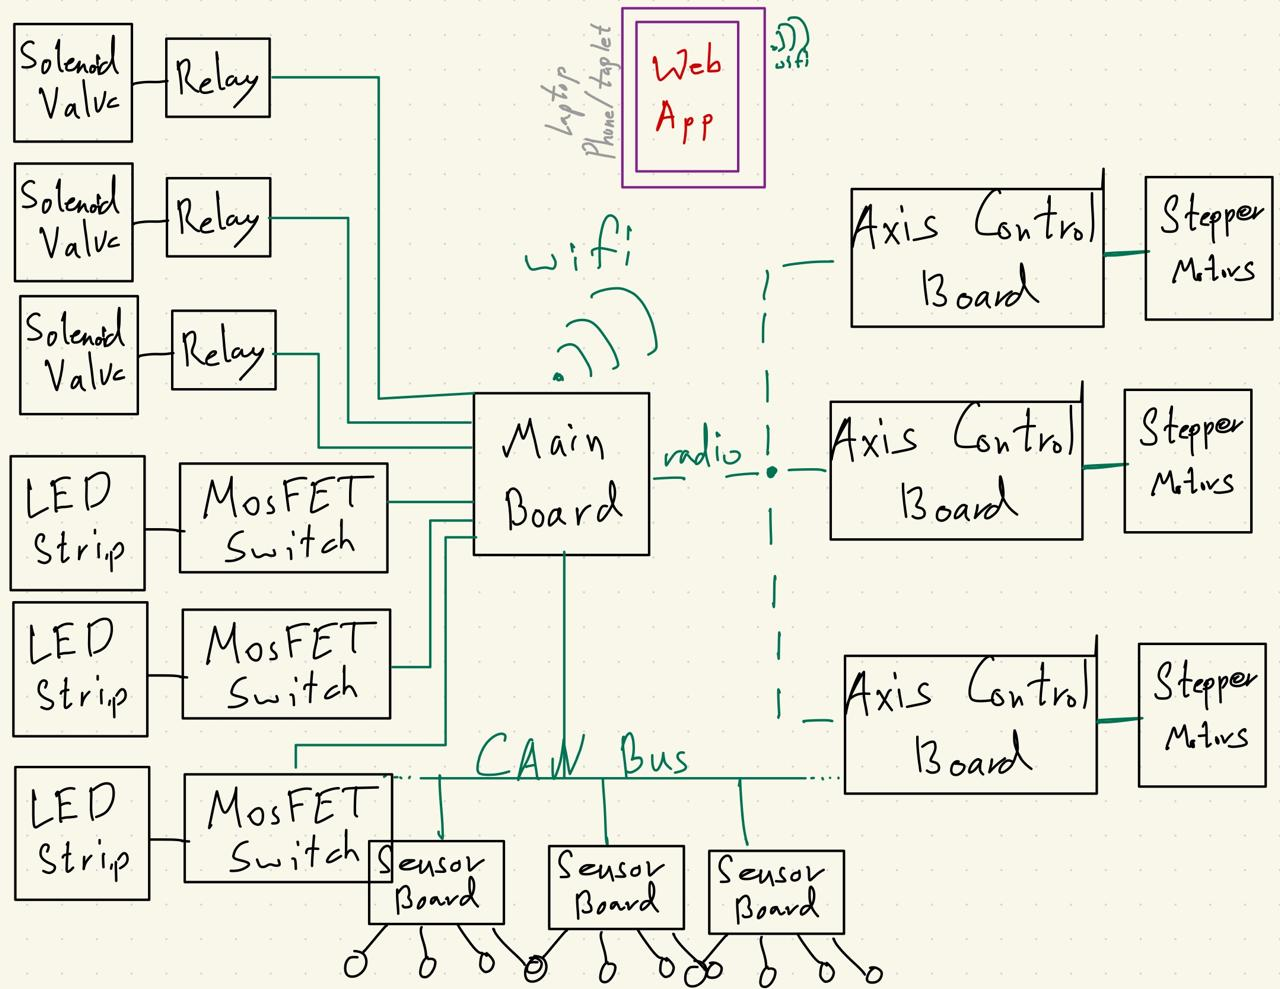 Solenoid
Valve
Relay
Solenoid
Valve
Relay
Solenoid
Valve
Relay
LED
Strip
MosFET
Switch
LED
Strip
MosFET
Switch
LED
Strip
MosFET
Switch
Laptop
Phone/taplet
Web
App
wifi
wifi
Main
Board
radio
CAN Bus
Sensor
Board
Sensor
Board
Sensor
Board
Axis Control
Board
Stepper
Motors
Axis Control
Board
Stepper
Motors
Axis Control
Board
Stepper
Motors